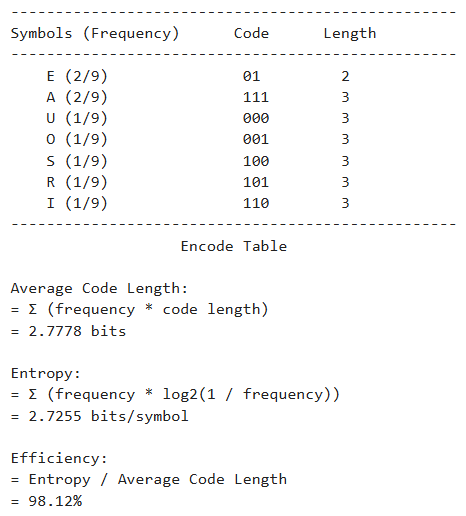 ---------------------------------------------------
Symbols (Frequency)      Code      Length
---------------------------------------------------
    E (2/9)               01         2
    A (2/9)               111        3
    U (1/9)               000        3
    O (1/9)               001        3
    S (1/9)               100        3
    R (1/9)               101        3
    I (1/9)               110        3
---------------------------------------------------
                   Encode Table
Average Code Length:
= Σ (frequency * code length)
= 2.7778 bits
Entropy:
= Σ (frequency * log2(1 / frequency))
= 2.7255 bits/symbol
Efficiency:
= Entropy / Average Code Length
= 98.12%